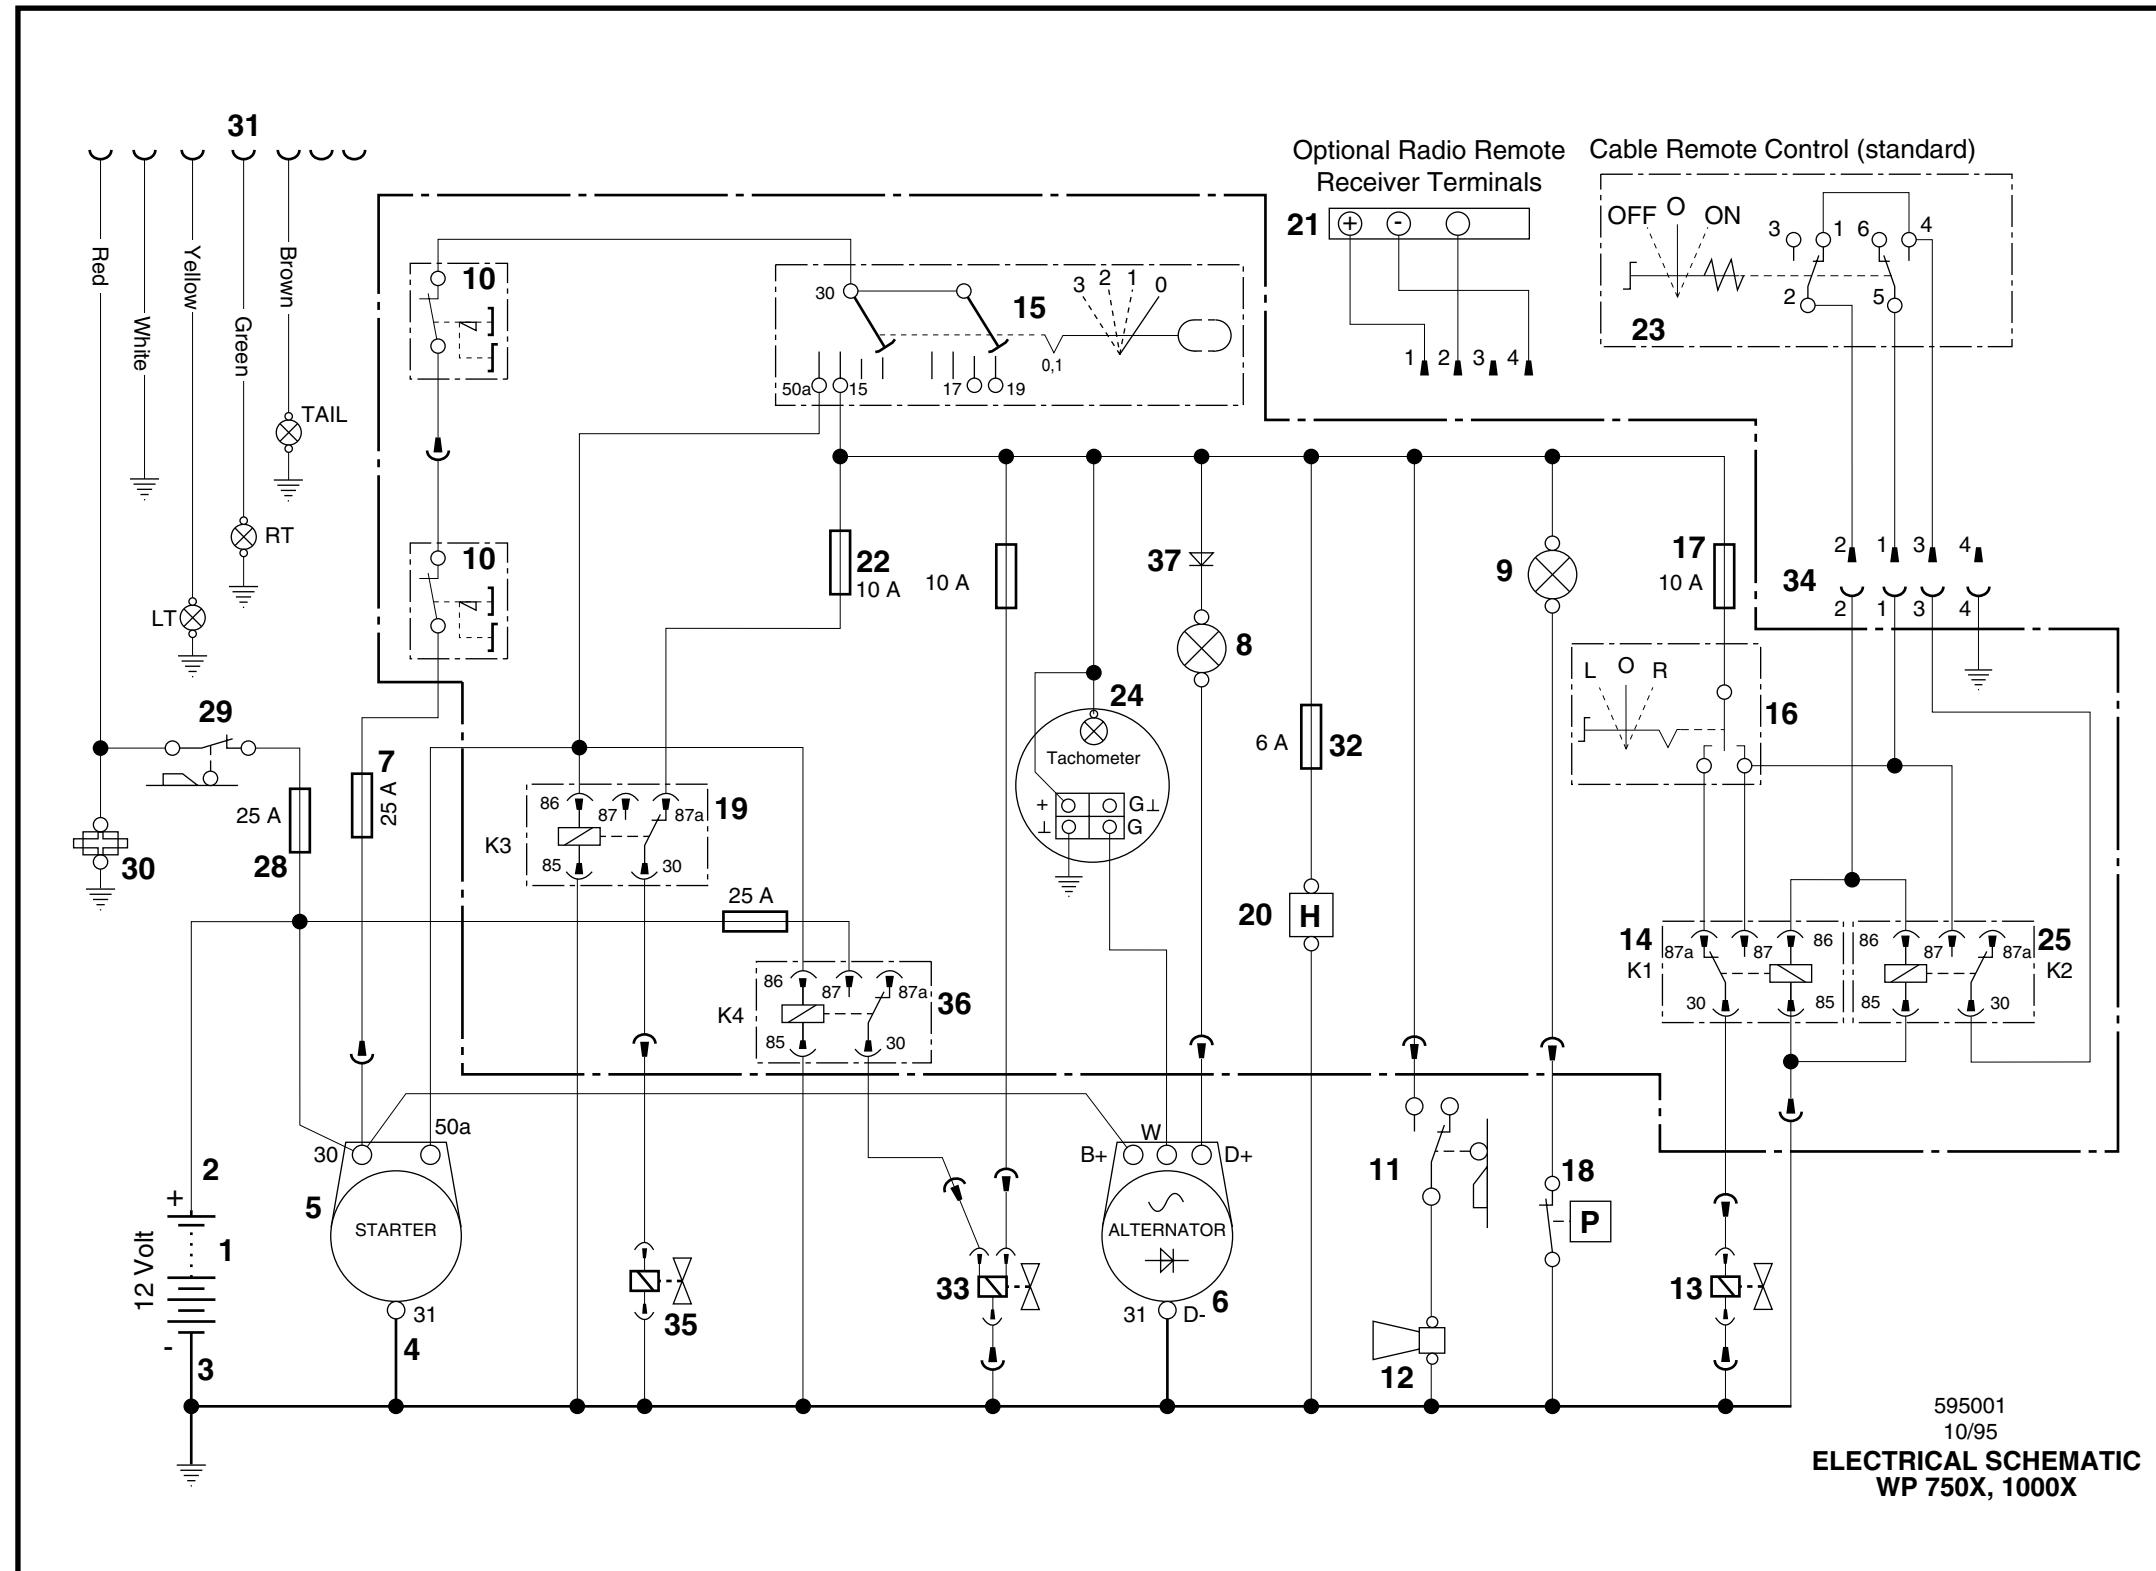 31
Optional Radio Remote
Receiver Terminals
Cable Remote Control (standard)
21 + -
OFF O ON
3 1 6 4
2 5
23
Red
White
Yellow
Green
Brown
TAIL
RT
LT
10
30
15
3 2 1 0
0,1
50a 15 17 19
1 2 3 4
10
22
10 A
10 A
37
8
9
17
10 A
2 1 3 4
34
2 1 3 4
L O R
16
29
7
25 A
25 A
28
30
24
Tachometer
+ G⊥
⊥ G
6 A 32
19
86 87 87a
K3
85 30
25 A
20 H
36
86 87 87a
K4
85 30
14
87a 87 86
K1
30 85
25
86 87 87a
K2
85 30
50a
30
2
+
5
STARTER
12 Volt
1
-
3
31
4
35
33
B+ W D+
ALTERNATOR
31 D- 6
11
12
18
P
13
595001
10/95
ELECTRICAL SCHEMATIC
WP 750X, 1000X